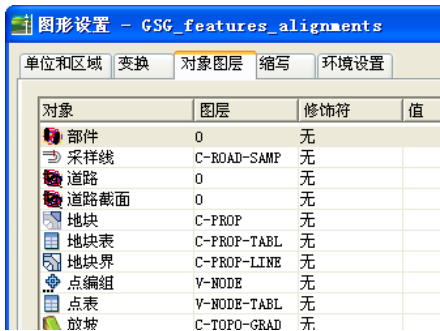 图形设置 - GSG_features_alignments
单位和区域 变换 对象图层 缩写 环境设置
对象 图层 修饰符 值
部件 0 无
采样线 C-ROAD-SAMP 无
道路 0 无
道路截面 0 无
地块 C-PROP 无
地块表 C-PROP-TABL 无
地块界 C-PROP-LINE 无
点编组 V-NODE 无
点表 V-NODE-TABL 无
放坡 C-TOPO-GRAD 无